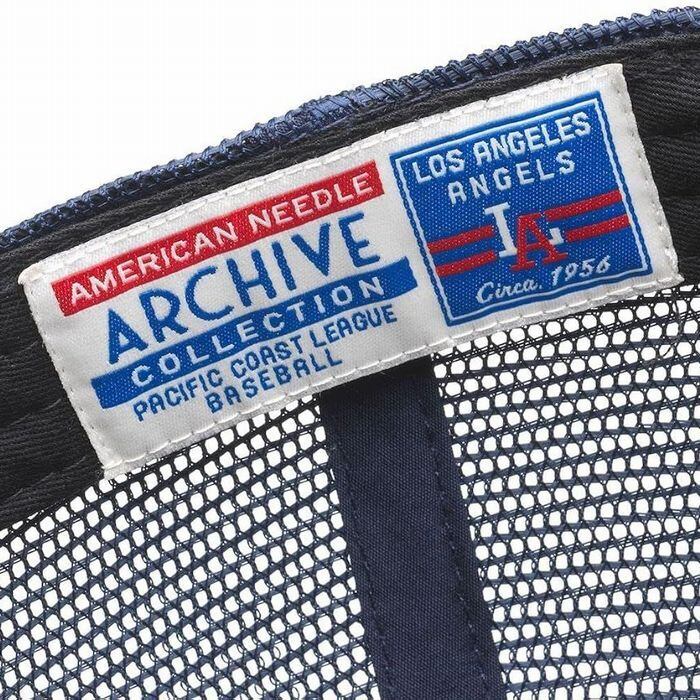 AMERICAN NEEDLE
ARCHIVE
COLLECTION
PACIFIC COAST LEAGUE
BASEBALL
LOS ANGELES
ANGELS
LA
Circa. 1956